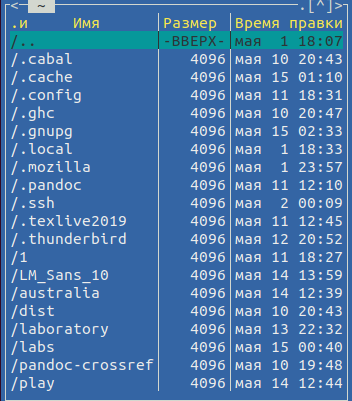 <- ~ .[^]>
.и Имя Размер Время правки
/.. -ВВЕРХ- мая 1 18:07
/.cabal 4096 мая 10 20:43
/.cache 4096 мая 15 01:10
/.config 4096 мая 11 18:31
/.ghc 4096 мая 10 20:47
/.gnupg 4096 мая 15 02:33
/.local 4096 мая 1 18:33
/.mozilla 4096 мая 1 23:57
/.pandoc 4096 мая 11 12:10
/.ssh 4096 мая 2 00:09
/.texlive2019 4096 мая 11 12:45
/.thunderbird 4096 мая 12 20:52
/1 4096 мая 11 18:27
/LM_Sans_10 4096 мая 14 13:59
/australia 4096 мая 14 12:39
/dist 4096 мая 10 20:43
/laboratory 4096 мая 13 22:32
/labs 4096 мая 15 00:40
/pandoc-crossref 4096 мая 10 19:48
/play 4096 мая 14 12:44